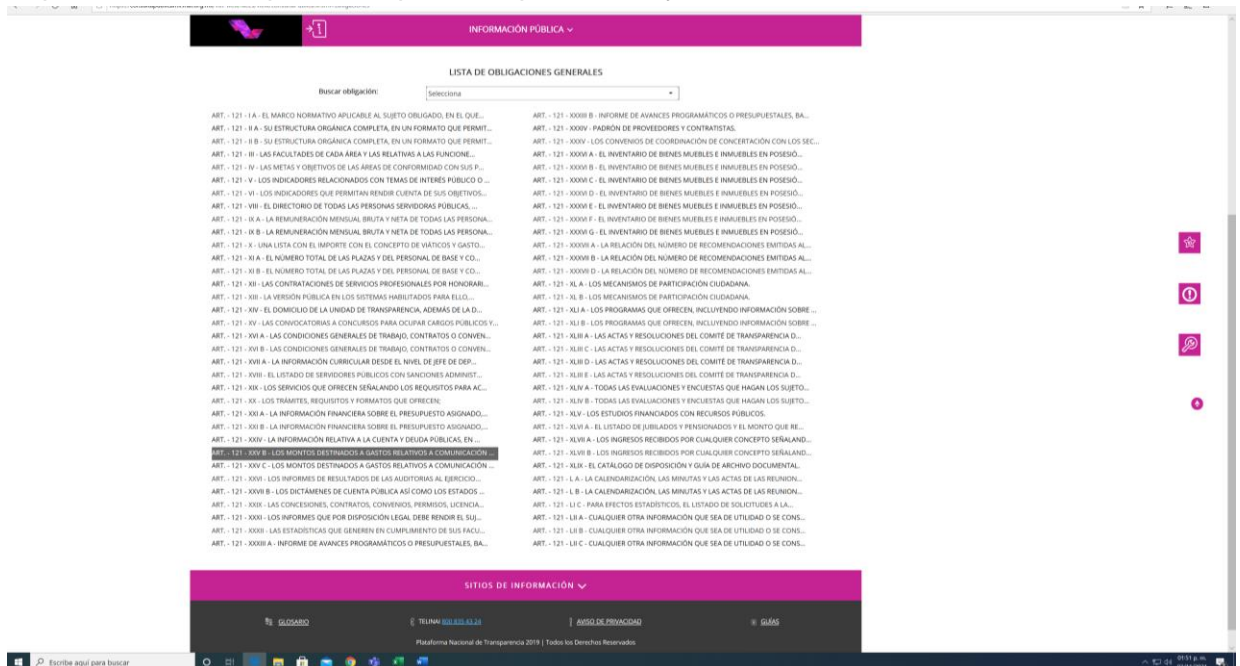 INFORMACIÓN PÚBLICA
LISTA DE OBLIGACIONES GENERALES
Buscar obligación:
Selecciona
ART. - 121 - I A - EL MARCO NORMATIVO APLICABLE AL SUJETO OBLIGADO, EN EL QUE...
ART. - 121 - II A - SU ESTRUCTURA ORGÁNICA COMPLETA, EN UN FORMATO QUE PERMIT...
ART. - 121 - II B - SU ESTRUCTURA ORGÁNICA COMPLETA, EN UN FORMATO QUE PERMIT...
ART. - 121 - III - LAS FACULTADES DE CADA ÁREA Y LAS RELATIVAS A LAS FUNCIONE...
ART. - 121 - IV - LAS METAS Y OBJETIVOS DE LAS ÁREAS DE CONFORMIDAD CON SUS P...
ART. - 121 - V - LOS INDICADORES RELACIONADOS CON TEMAS DE INTERÉS PÚBLICO O ...
ART. - 121 - VI - LOS INDICADORES QUE PERMITAN RENDIR CUENTA DE SUS OBJETIVOS...
ART. - 121 - VIII - EL DIRECTORIO DE TODAS LAS PERSONAS SERVIDORAS PÚBLICAS, ...
ART. - 121 - IX A - LA REMUNERACIÓN MENSUAL BRUTA Y NETA DE TODAS LAS PERSONA...
ART. - 121 - IX B - LA REMUNERACIÓN MENSUAL BRUTA Y NETA DE TODAS LAS PERSONA...
ART. - 121 - X - UNA LISTA CON EL IMPORTE CON EL CONCEPTO DE VIÁTICOS Y GASTO...
ART. - 121 - XI A - EL NÚMERO TOTAL DE LAS PLAZAS Y DEL PERSONAL DE BASE Y CO...
ART. - 121 - XI B - EL NÚMERO TOTAL DE LAS PLAZAS Y DEL PERSONAL DE BASE Y CO...
ART. - 121 - XII - LAS CONTRATACIONES DE SERVICIOS PROFESIONALES POR HONORARI...
ART. - 121 - XIII - LA VERSIÓN PÚBLICA EN LOS SISTEMAS HABILITADOS PARA ELLO,...
ART. - 121 - XIV - EL DOMICILIO DE LA UNIDAD DE TRANSPARENCIA, ADEMÁS DE LA D...
ART. - 121 - XV - LAS CONVOCATORIAS A CONCURSOS PARA OCUPAR CARGOS PÚBLICOS Y...
ART. - 121 - XVI A - LAS CONDICIONES GENERALES DE TRABAJO, CONTRATOS O CONVEN...
ART. - 121 - XVI B - LAS CONDICIONES GENERALES DE TRABAJO, CONTRATOS O CONVEN...
ART. - 121 - XVII A - LA INFORMACIÓN CURRICULAR DESDE EL NIVEL DE JEFE DE DEP...
ART. - 121 - XVIII - EL LISTADO DE SERVIDORES PÚBLICOS CON SANCIONES ADMINIST...
ART. - 121 - XIX - LOS SERVICIOS QUE OFRECEN SEÑALANDO LOS REQUISITOS PARA AC...
ART. - 121 - XX - LOS TRÁMITES, REQUISITOS Y FORMATOS QUE OFRECEN;
ART. - 121 - XXI A - LA INFORMACIÓN FINANCIERA SOBRE EL PRESUPUESTO ASIGNADO,...
ART. - 121 - XXI B - LA INFORMACIÓN FINANCIERA SOBRE EL PRESUPUESTO ASIGNADO,...
ART. - 121 - XXIV - LA INFORMACIÓN RELATIVA A LA CUENTA Y DEUDA PÚBLICAS, EN ...
ART. - 121 - XXV B - LOS MONTOS DESTINADOS A GASTOS RELATIVOS A COMUNICACIÓN ...
ART. - 121 - XXV C - LOS MONTOS DESTINADOS A GASTOS RELATIVOS A COMUNICACIÓN ...
ART. - 121 - XXVI - LOS INFORMES DE RESULTADOS DE LAS AUDITORIAS AL EJERCICIO...
ART. - 121 - XXVII B - LOS DICTÁMENES DE CUENTA PÚBLICA ASÍ COMO LOS ESTADOS ...
ART. - 121 - XXIX - LAS CONCESIONES, CONTRATOS, CONVENIOS, PERMISOS, LICENCIA...
ART. - 121 - XXXI - LOS INFORMES QUE POR DISPOSICIÓN LEGAL DEBE RENDIR EL SUJ...
ART. - 121 - XXXII - LAS ESTADÍSTICAS QUE GENEREN EN CUMPLIMIENTO DE SUS FACU...
ART. - 121 - XXXIII A - INFORME DE AVANCES PROGRAMÁTICOS O PRESUPUESTALES, BA...
ART. - 121 - XXXIII B - INFORME DE AVANCES PROGRAMÁTICOS O PRESUPUESTALES, BA...
ART. - 121 - XXXIV - PADRÓN DE PROVEEDORES Y CONTRATISTAS.
ART. - 121 - XXXV - LOS CONVENIOS DE COORDINACIÓN DE CONCERTACIÓN CON LOS SEC...
ART. - 121 - XXXVI A - EL INVENTARIO DE BIENES MUEBLES E INMUEBLES EN POSESIÓ...
ART. - 121 - XXXVI B - EL INVENTARIO DE BIENES MUEBLES E INMUEBLES EN POSESIÓ...
ART. - 121 - XXXVI C - EL INVENTARIO DE BIENES MUEBLES E INMUEBLES EN POSESIÓ...
ART. - 121 - XXXVI D - EL INVENTARIO DE BIENES MUEBLES E INMUEBLES EN POSESIÓ...
ART. - 121 - XXXVI E - EL INVENTARIO DE BIENES MUEBLES E INMUEBLES EN POSESIÓ...
ART. - 121 - XXXVI F - EL INVENTARIO DE BIENES MUEBLES E INMUEBLES EN POSESIÓ...
ART. - 121 - XXXVI G - EL INVENTARIO DE BIENES MUEBLES E INMUEBLES EN POSESIÓ...
ART. - 121 - XXXVII A - LA RELACIÓN DEL NÚMERO DE RECOMENDACIONES EMITIDAS AL...
ART. - 121 - XXXVII B - LA RELACIÓN DEL NÚMERO DE RECOMENDACIONES EMITIDAS AL...
ART. - 121 - XXXVII D - LA RELACIÓN DEL NÚMERO DE RECOMENDACIONES EMITIDAS AL...
ART. - 121 - XL A - LOS MECANISMOS DE PARTICIPACIÓN CIUDADANA.
ART. - 121 - XL B - LOS MECANISMOS DE PARTICIPACIÓN CIUDADANA.
ART. - 121 - XLI A - LOS PROGRAMAS QUE OFRECEN, INCLUYENDO INFORMACIÓN SOBRE ...
ART. - 121 - XLI B - LOS PROGRAMAS QUE OFRECEN, INCLUYENDO INFORMACIÓN SOBRE ...
ART. - 121 - XLIII A - LAS ACTAS Y RESOLUCIONES DEL COMITÉ DE TRANSPARENCIA D...
ART. - 121 - XLIII C - LAS ACTAS Y RESOLUCIONES DEL COMITÉ DE TRANSPARENCIA D...
ART. - 121 - XLIII D - LAS ACTAS Y RESOLUCIONES DEL COMITÉ DE TRANSPARENCIA D...
ART. - 121 - XLIII E - LAS ACTAS Y RESOLUCIONES DEL COMITÉ DE TRANSPARENCIA D...
ART. - 121 - XLIV A - TODAS LAS EVALUACIONES Y ENCUESTAS QUE HAGAN LOS SUJETO...
ART. - 121 - XLIV B - TODAS LAS EVALUACIONES Y ENCUESTAS QUE HAGAN LOS SUJETO...
ART. - 121 - XLV - LOS ESTUDIOS FINANCIADOS CON RECURSOS PÚBLICOS.
ART. - 121 - XLVI A - EL LISTADO DE JUBILADOS Y PENSIONADOS Y EL MONTO QUE RE...
ART. - 121 - XLVII A - LOS INGRESOS RECIBIDOS POR CUALQUIER CONCEPTO SEÑALAND...
ART. - 121 - XLVII B - LOS INGRESOS RECIBIDOS POR CUALQUIER CONCEPTO SEÑALAND...
ART. - 121 - XLIX - EL CATÁLOGO DE DISPOSICIÓN Y GUÍA DE ARCHIVO DOCUMENTAL.
ART. - 121 - L A - LA CALENDARIZACIÓN, LAS MINUTAS Y LAS ACTAS DE LAS REUNION...
ART. - 121 - L B - LA CALENDARIZACIÓN, LAS MINUTAS Y LAS ACTAS DE LAS REUNION...
ART. - 121 - LI C - PARA EFECTOS ESTADÍSTICOS, EL LISTADO DE SOLICITUDES A LA...
ART. - 121 - LII A - CUALQUIER OTRA INFORMACIÓN QUE SEA DE UTILIDAD O SE CONS...
ART. - 121 - LII B - CUALQUIER OTRA INFORMACIÓN QUE SEA DE UTILIDAD O SE CONS...
ART. - 121 - LII C - CUALQUIER OTRA INFORMACIÓN QUE SEA DE UTILIDAD O SE CONS...
SITIOS DE INFORMACIÓN
GLOSARIO
TELINAI 800 835 43 24
AVISO DE PRIVACIDAD
GUÍAS
Plataforma Nacional de Transparencia 2019 | Todos los Derechos Reservados
Escribe aquí para buscar
01:51 p. m.